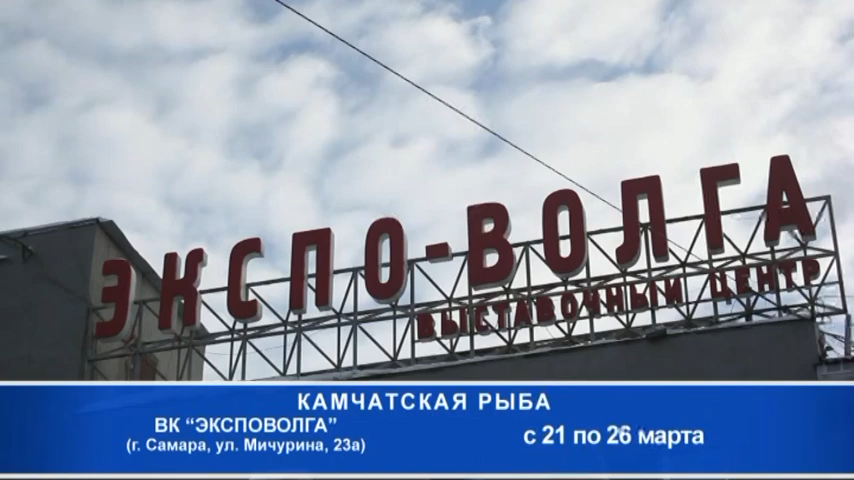 ЭКСПО-ВОЛГА
ВЫСТАВОЧНЫЙ ЦЕНТР
КАМЧАТСКАЯ РЫБА
ВК “ЭКСПОВОЛГА”
(г. Самара, ул. Мичурина, 23а)
с 21 по 26 марта